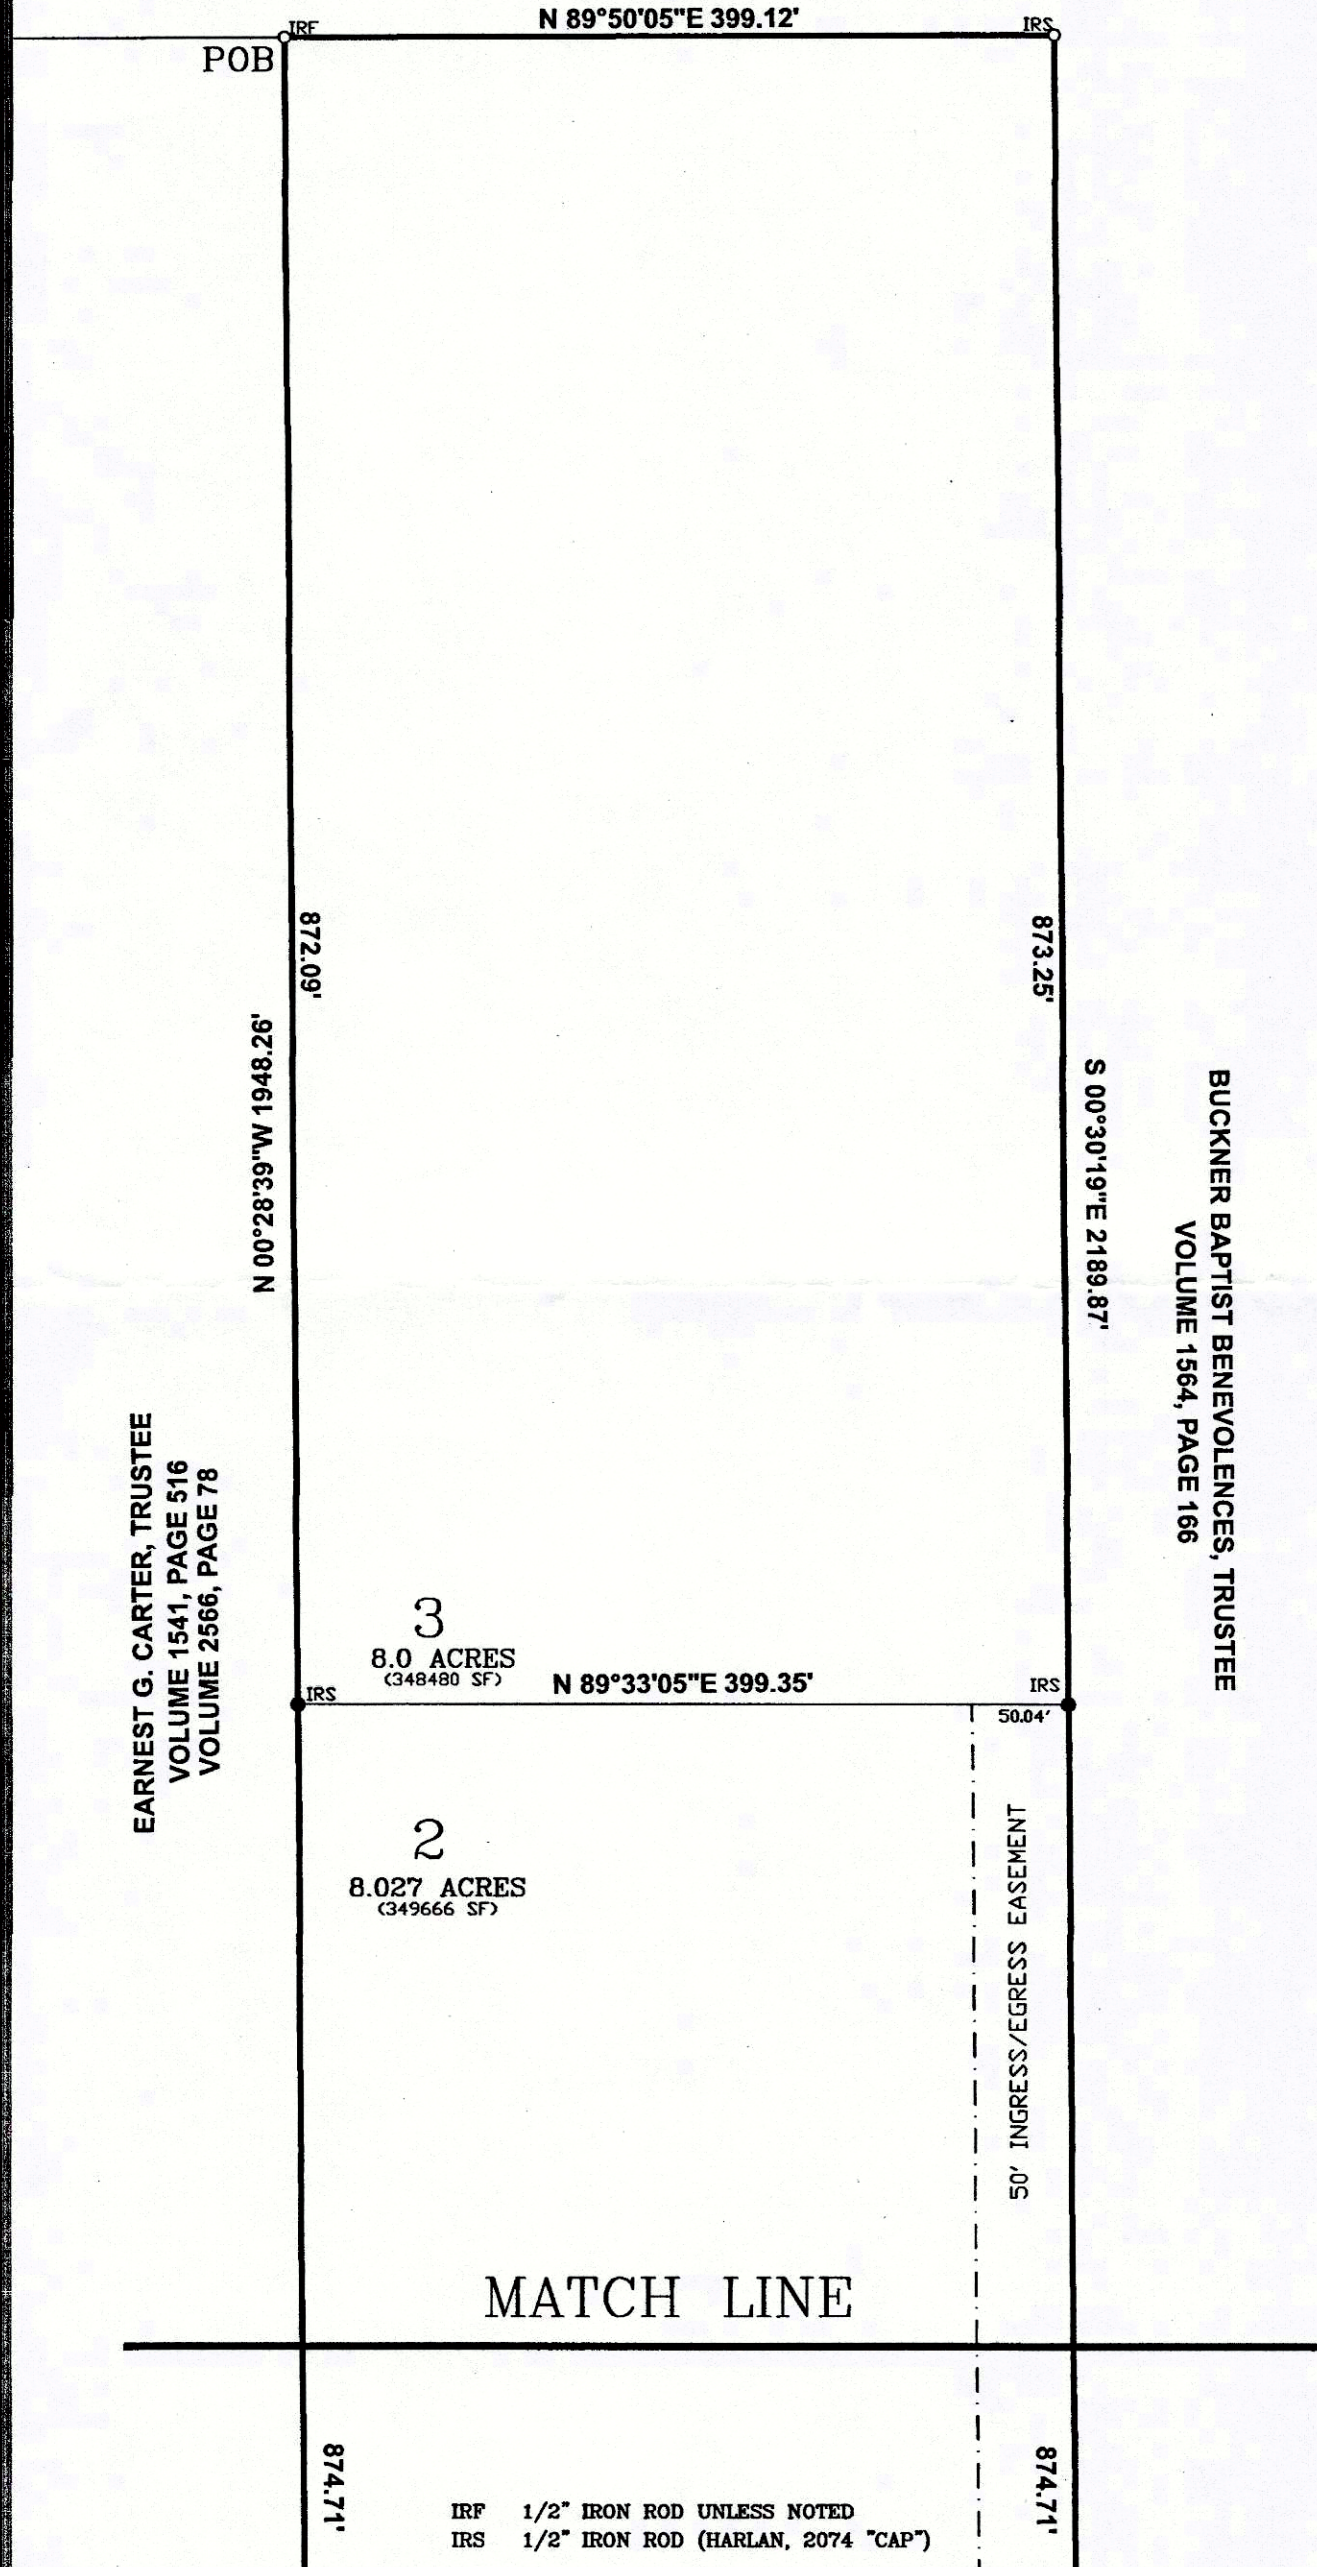 N 89°50'05"E 399.12'
IRF
IRS
POB
872.09'
873.25'
N 00°28'39"W 1948.26'
S 00°30'19"E 2189.87'
BUCKNER BAPTIST BENEVOLENCES, TRUSTEE
VOLUME 1564, PAGE 166
EARNEST G. CARTER, TRUSTEE
VOLUME 1541, PAGE 516
VOLUME 2566, PAGE 78
3
8.0 ACRES
(348480 SF)
N 89°33'05"E 399.35'
IRS
IRS
50.04'
2
8.027 ACRES
(349666 SF)
50' INGRESS/EGRESS EASEMENT
MATCH LINE
874.71'
874.71'
IRF 1/2" IRON ROD UNLESS NOTED
IRS 1/2" IRON ROD (HARLAN, 2074 "CAP")